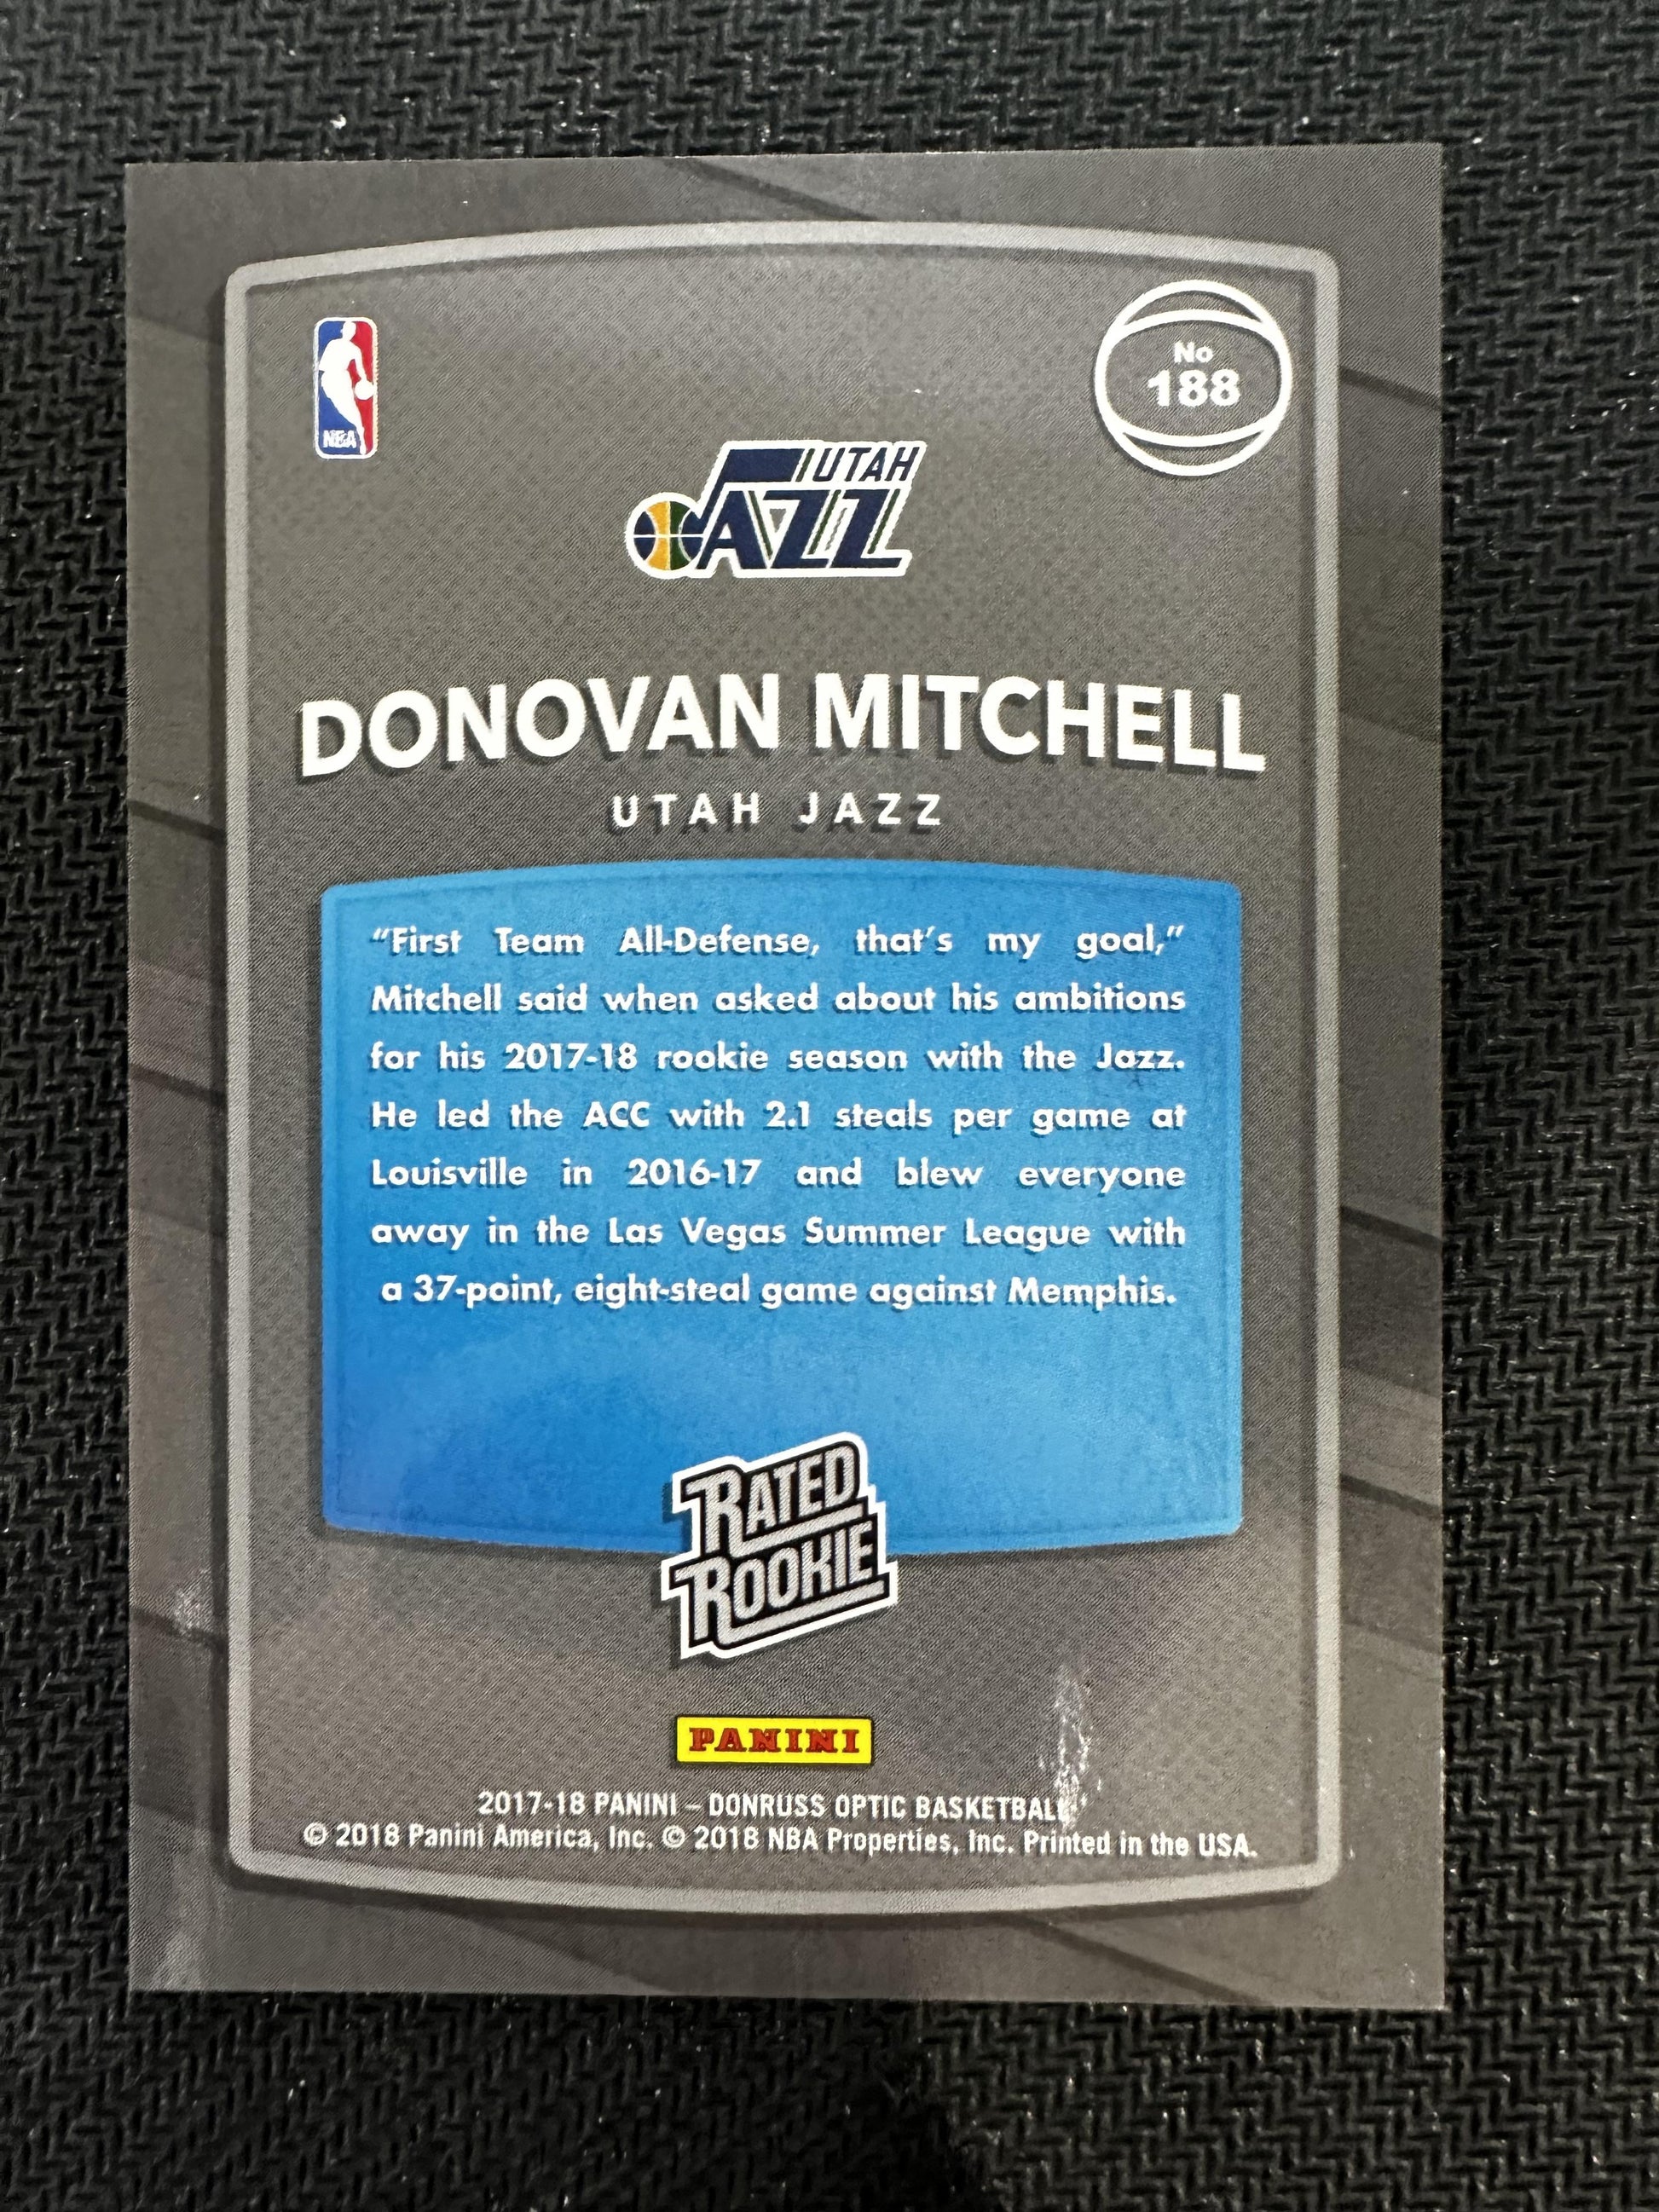 No
188
NBA
UTAH
JAZZ
DONOVAN MITCHELL
UTAH JAZZ
“First Team All-Defense, that’s my goal,”
Mitchell said when asked about his ambitions
for his 2017-18 rookie season with the Jazz.
He led the ACC with 2.1 steals per game at
Louisville in 2016-17 and blew everyone
away in the Las Vegas Summer League with
a 37-point, eight-steal game against Memphis.
RATED
ROOKIE
PANINI
2017-18 PANINI – DONRUSS OPTIC BASKETBALL
© 2018 Panini America, Inc. © 2018 NBA Properties, Inc. Printed in the USA.